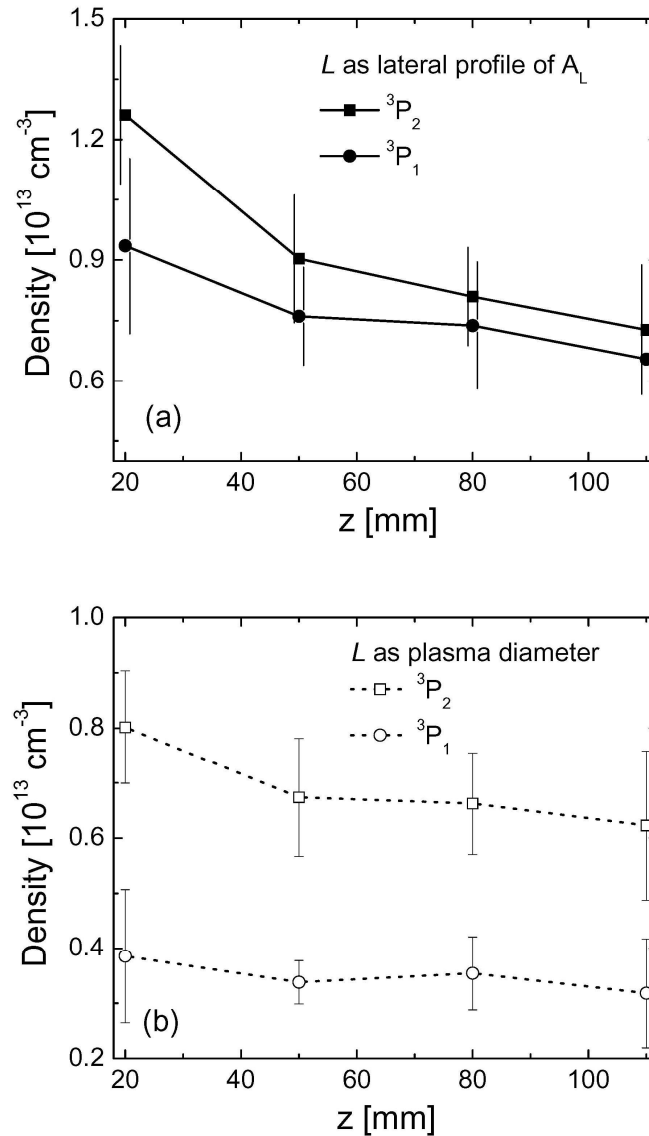 1.5
L as lateral profile of A_L
³P₂
1.2
³P₁
Density [10¹³ cm⁻³]
0.9
0.6
(a)
20 40 60 80 100
z [mm]
1.0
L as plasma diameter
³P₂
0.8
³P₁
Density [10¹³ cm⁻³]
0.6
0.4
(b)
0.2
20 40 60 80 100
z [mm]